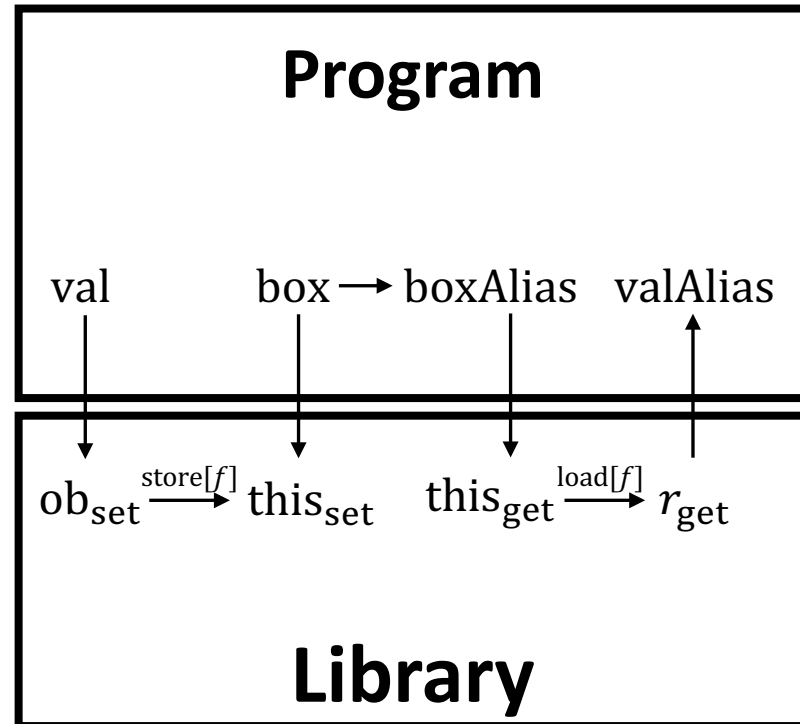 Program
val box boxAlias valAlias
store[f] load[f]
ob_set this_set this_get r_get
Library